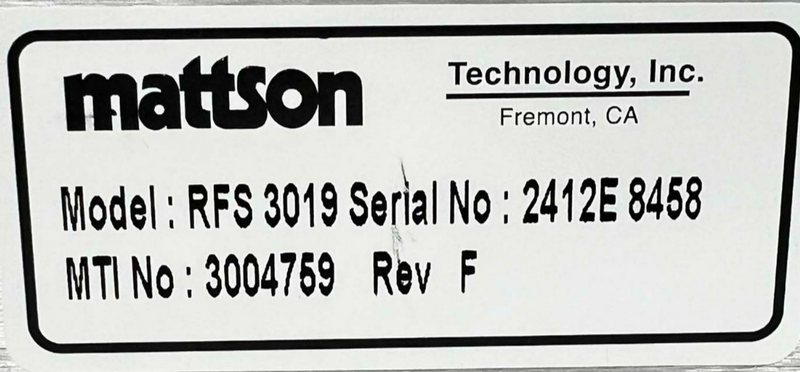 mattson Technology, Inc.
Fremont, CA
Model : RFS 3019 Serial No : 2412E 8458
MTI No : 3004759 Rev F